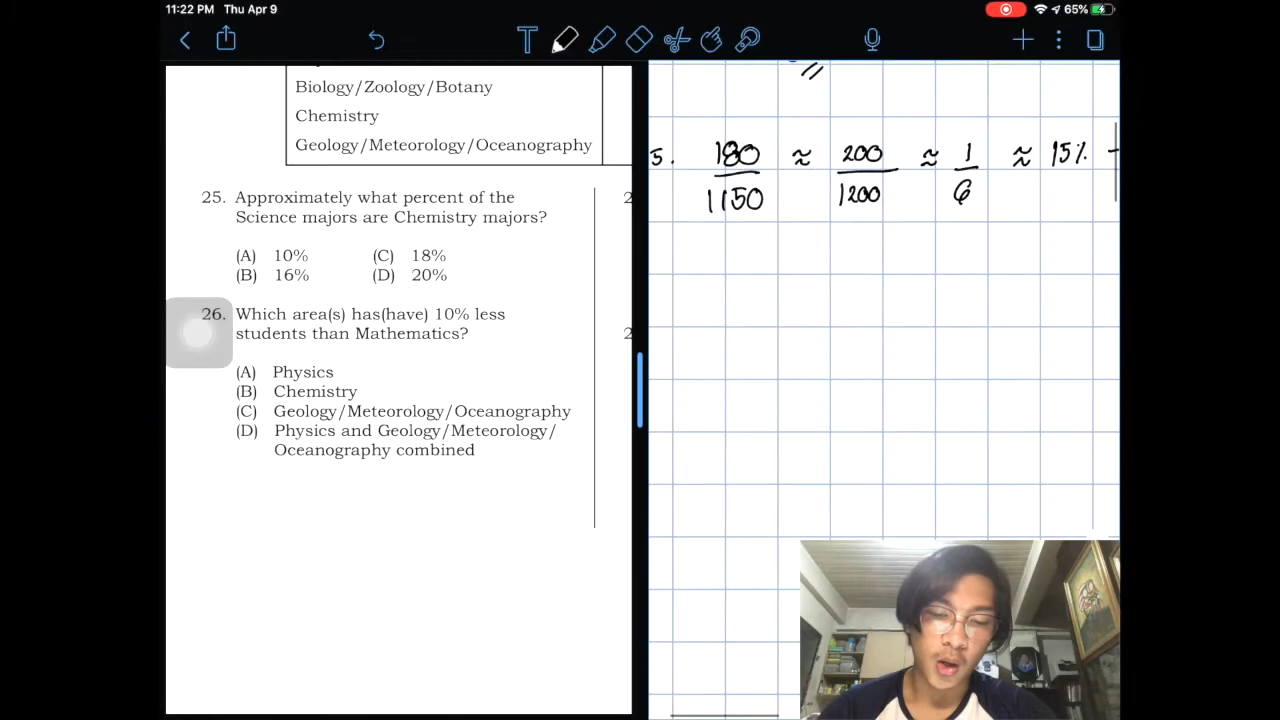 11:22 PM Thu Apr 9
65%
T
Biology/Zoology/Botany
Chemistry
Geology/Meteorology/Oceanography
25. Approximately what percent of the
Science majors are Chemistry majors?
(A) 10% (C) 18%
(B) 16% (D) 20%
26. Which area(s) has(have) 10% less
students than Mathematics?
(A) Physics
(B) Chemistry
(C) Geology/Meteorology/Oceanography
(D) Physics and Geology/Meteorology/
Oceanography combined
2
2
5. 180 ≈ 200 ≈ 1 ≈ 15%
1150 1200 6